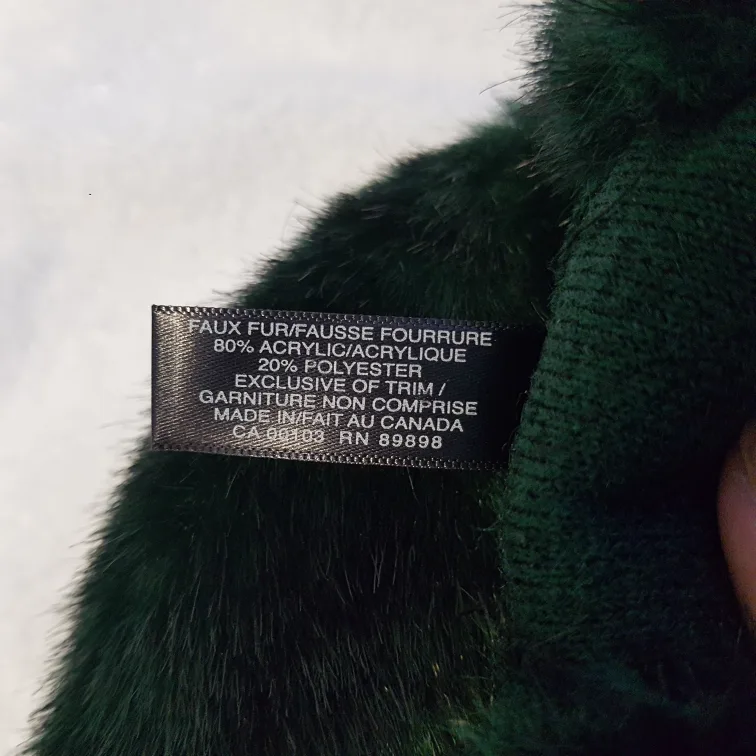 FAUX FUR/FAUSSE FOURRURE
80% ACRYLIC/ACRYLIQUE
20% POLYESTER
EXCLUSIVE OF TRIM /
GARNITURE NON COMPRISE
MADE IN/FAIT AU CANADA
CA 00103 RN 89898